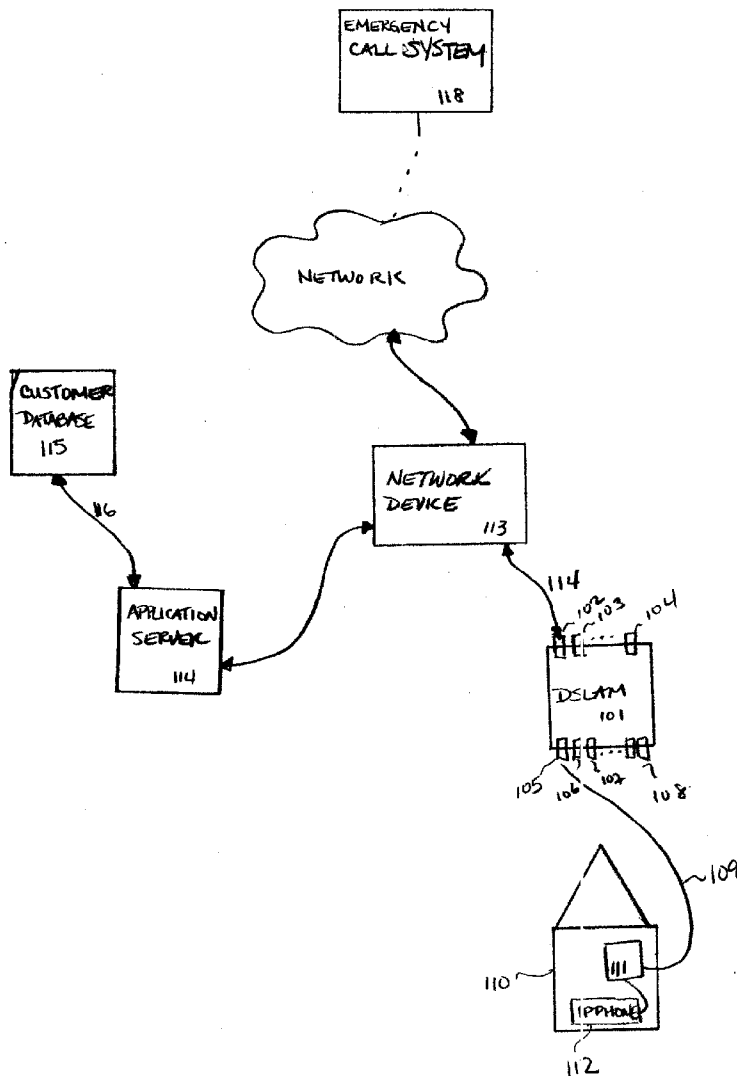 EMERGENCY
CALL SYSTEM
118
NETWORK
CUSTOMER
DATABASE
115
116
NETWORK
DEVICE
113
114
APPLICATION
SERVER
114
102
103
104
DSLAM
101
105
106
107
108
109
110
111
IPPHONE
112